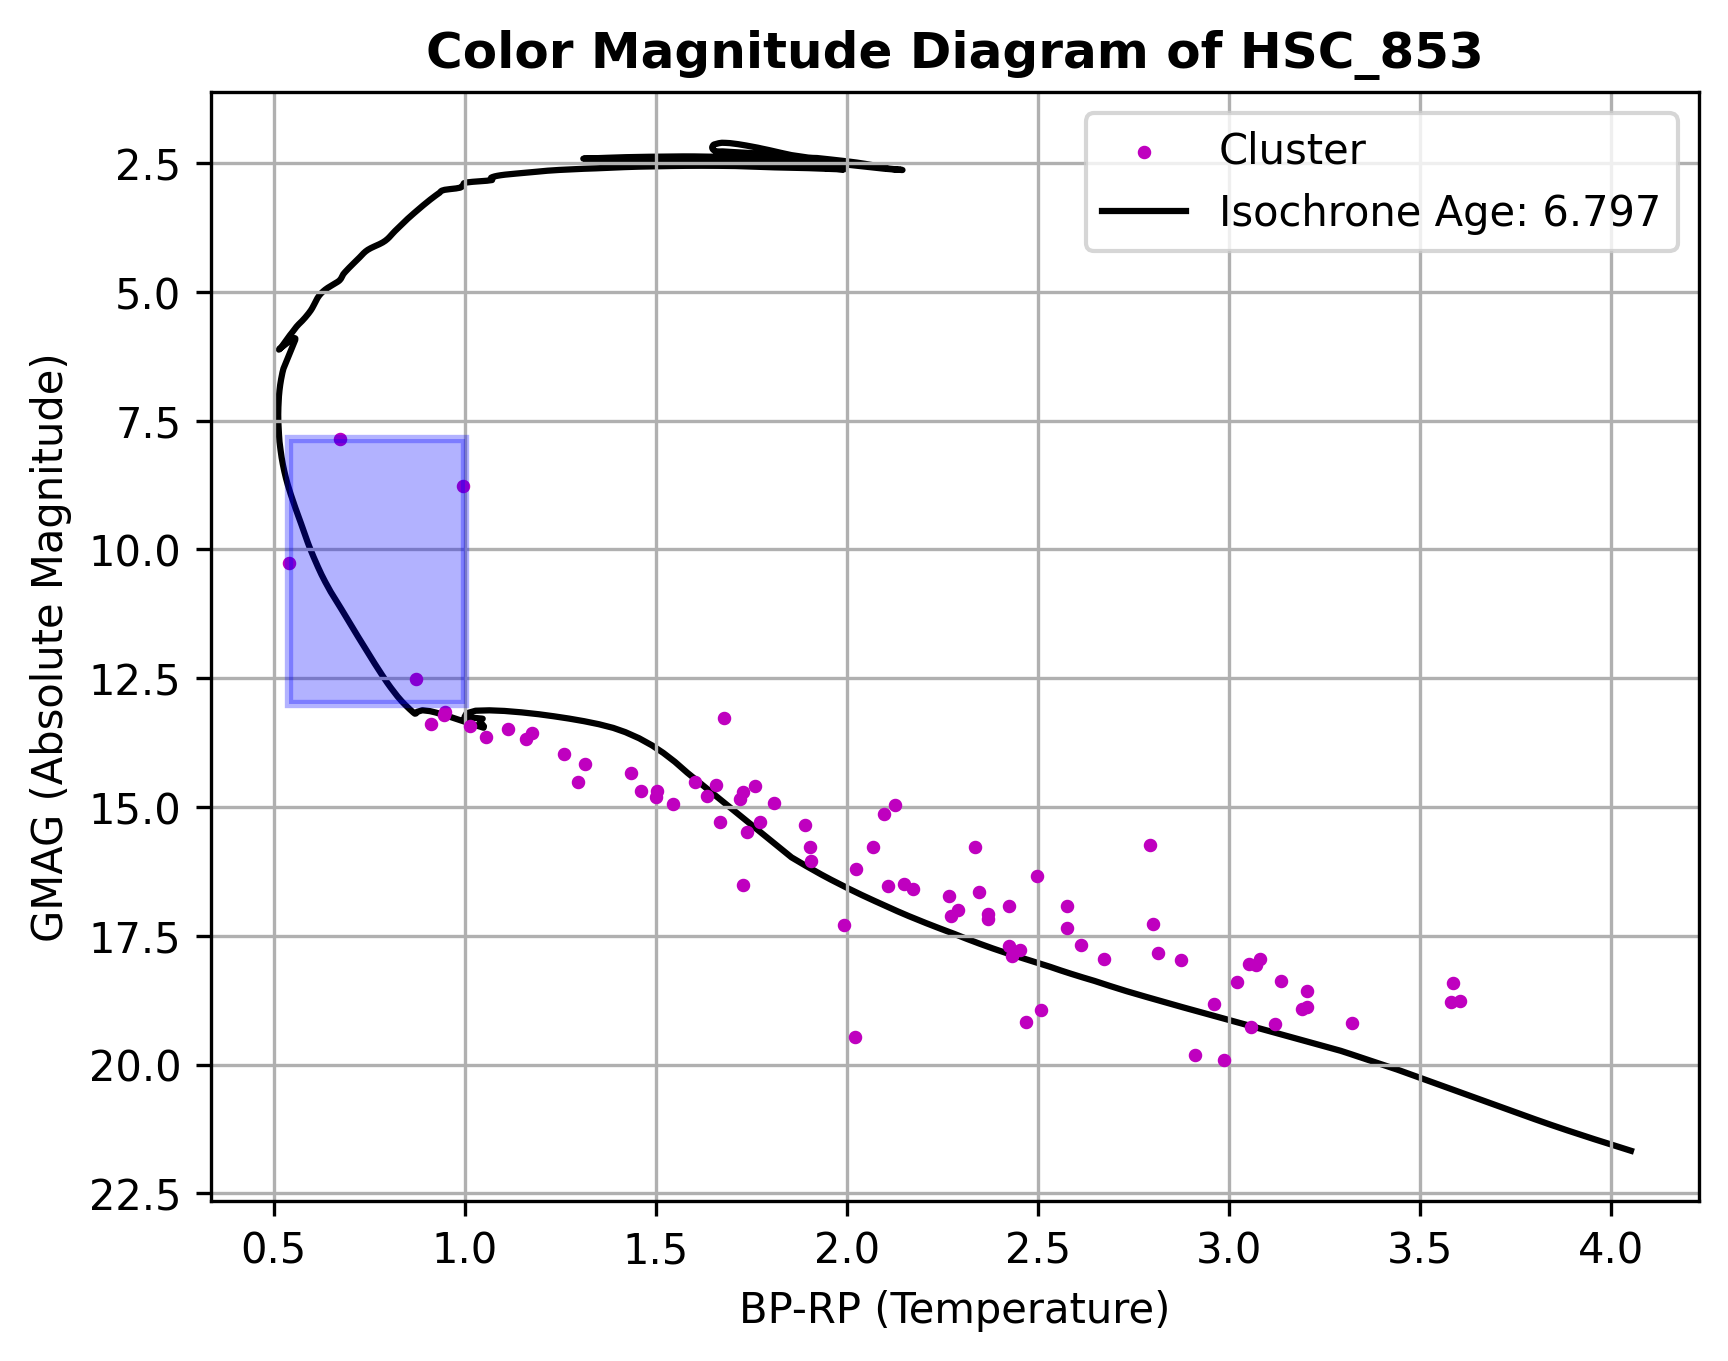 Color Magnitude Diagram of HSC_853
Cluster
Isochrone Age: 6.797
GMAG (Absolute Magnitude)
2.5
5.0
7.5
10.0
12.5
15.0
17.5
20.0
22.5
0.5 1.0 1.5 2.0 2.5 3.0 3.5 4.0
BP-RP (Temperature)